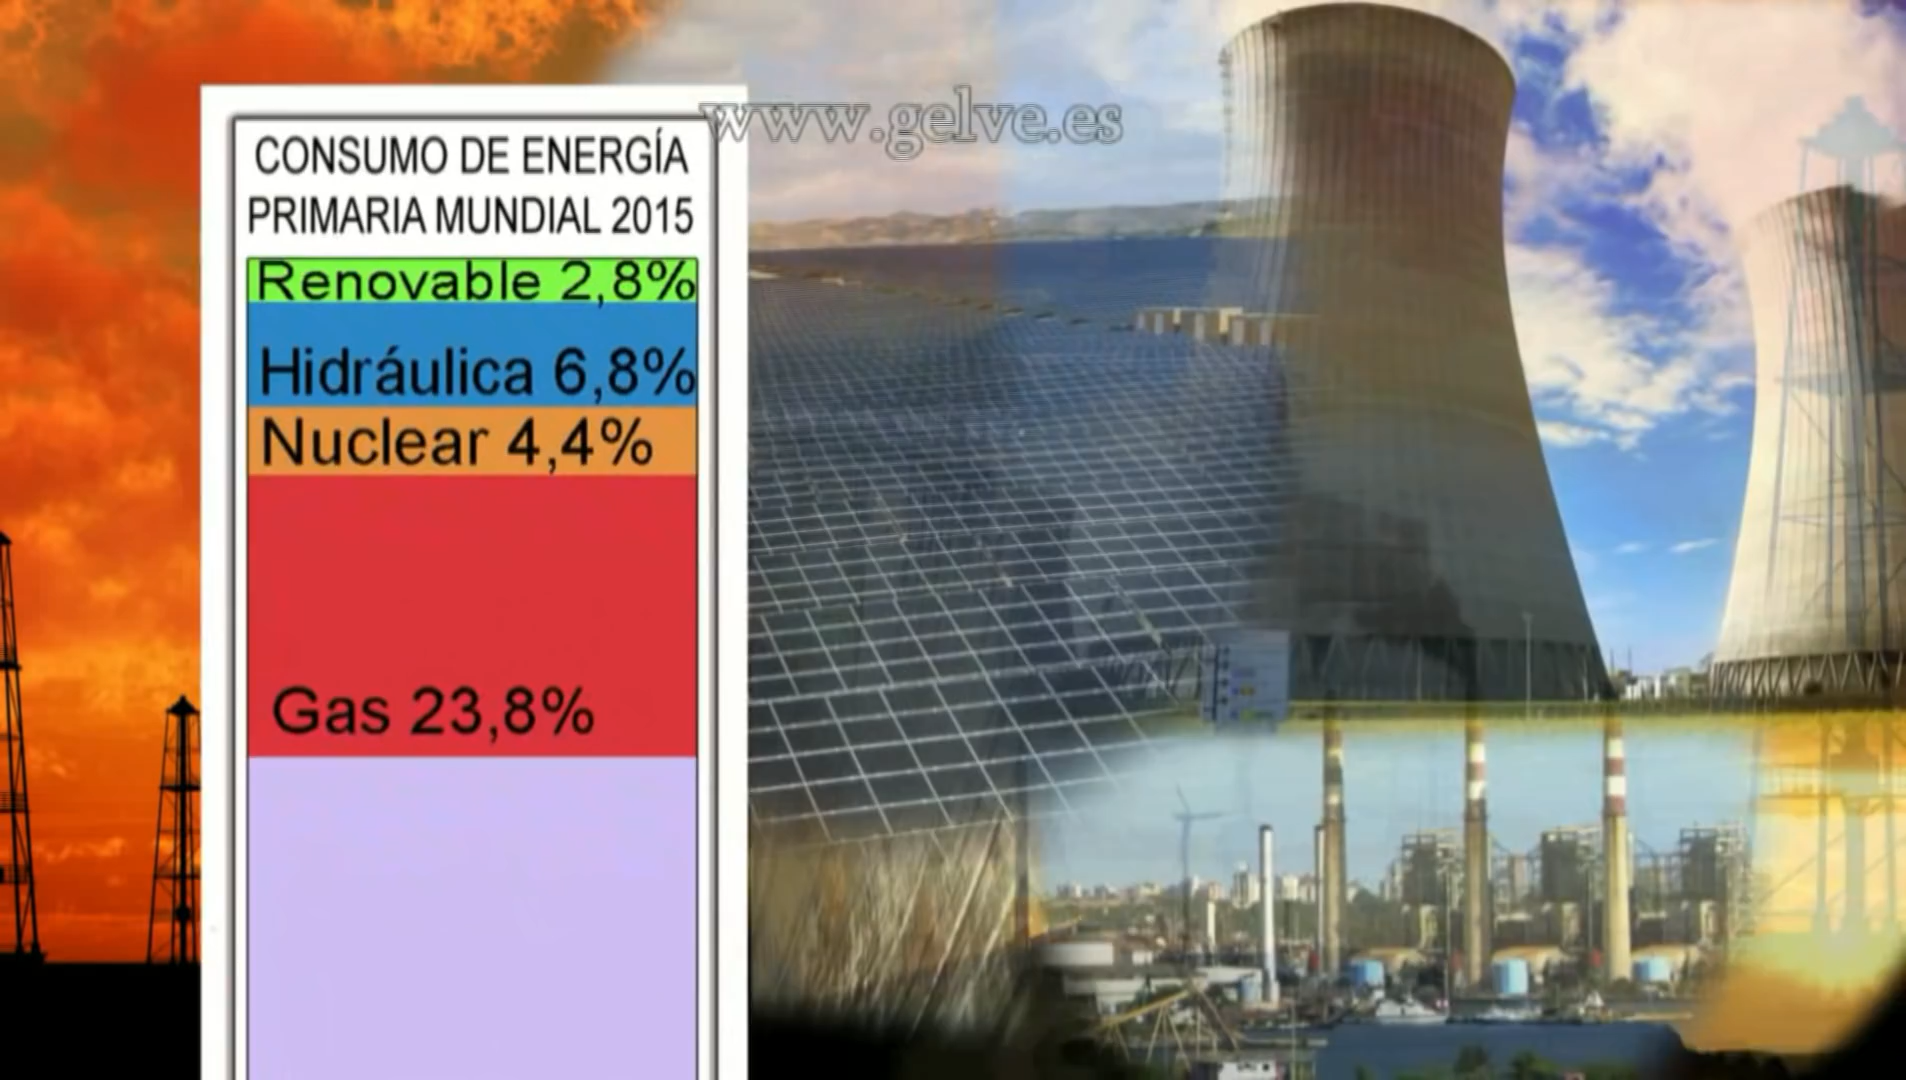 www.gelve.es
CONSUMO DE ENERGÍA
PRIMARIA MUNDIAL 2015
Renovable 2,8%
Hidráulica 6,8%
Nuclear 4,4%
Gas 23,8%